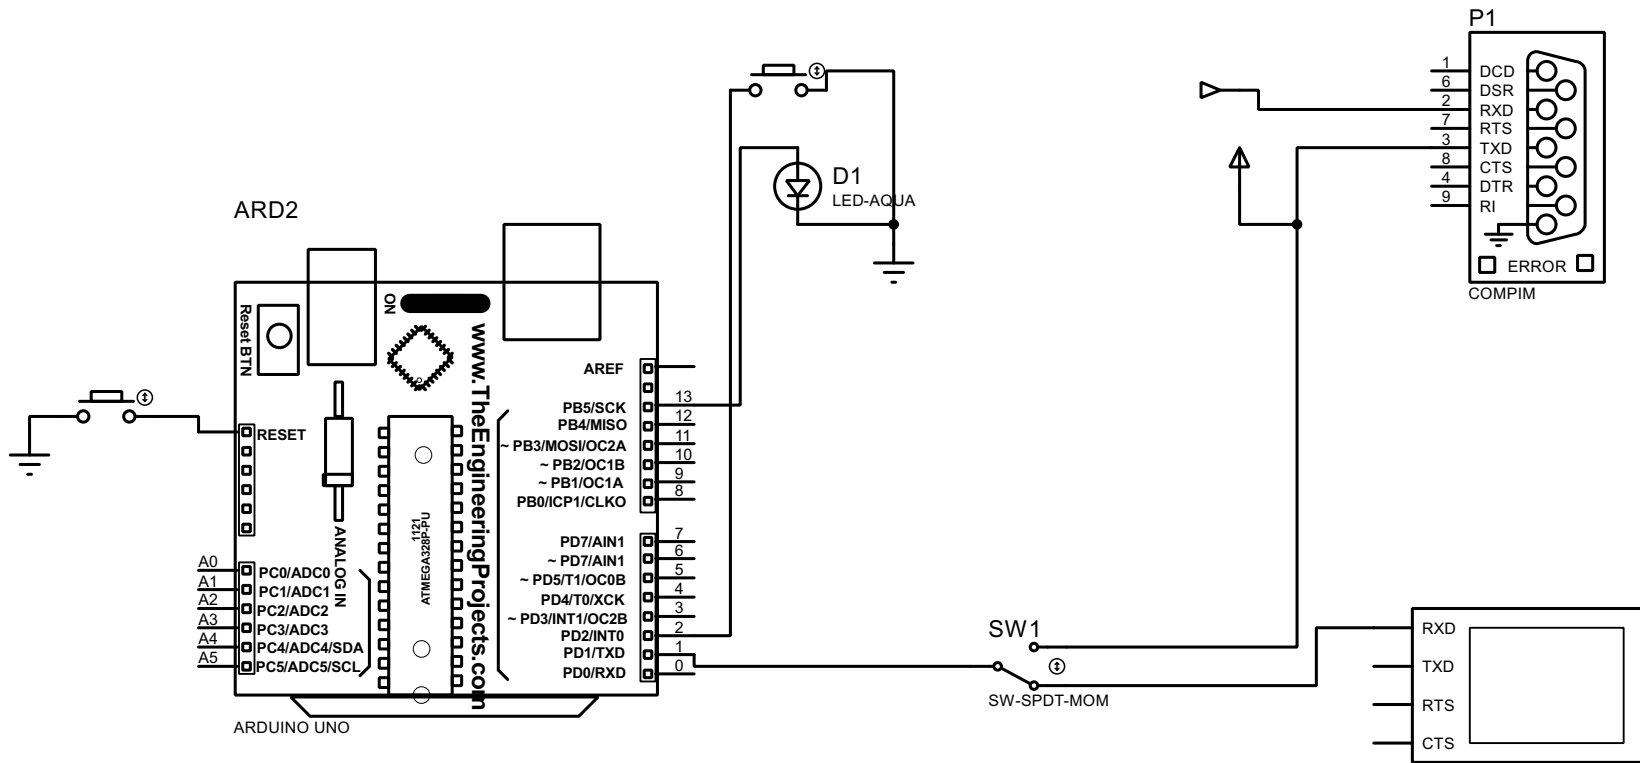 P1
1 DCD
6 DSR
2 RXD
7 RTS
3 TXD
8 CTS
4 DTR
9 RI
ERROR
COMPIM
D1
LED-AQUA
ARD2
Reset BTN
ON
www.TheEngineeringProjects.com
RESET
ANALOG IN
1121
ATMEGA328P-PU
AREF
PB5/SCK 13
PB4/MISO 12
~ PB3/MOSI/OC2A 11
~ PB2/OC1B 10
~ PB1/OC1A 9
PB0/ICP1/CLKO 8
PD7/AIN1 7
~ PD7/AIN1 6
~ PD5/T1/OC0B 5
PD4/T0/XCK 4
~ PD3/INT1/OC2B 3
PD2/INT0 2
PD1/TXD 1
PD0/RXD 0
A0 PC0/ADC0
A1 PC1/ADC1
A2 PC2/ADC2
A3 PC3/ADC3
A4 PC4/ADC4/SDA
A5 PC5/ADC5/SCL
ARDUINO UNO
SW1
SW-SPDT-MOM
RXD
TXD
RTS
CTS